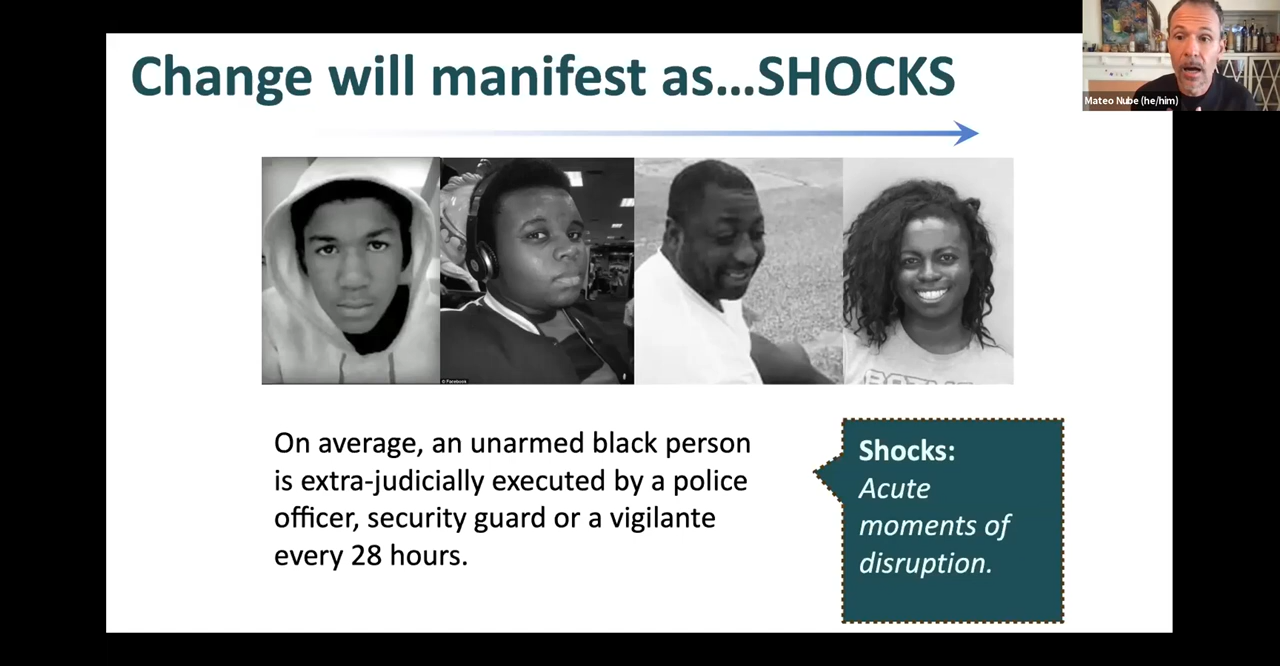 Change will manifest as...SHOCKS
Mateo Nube (he/him)
© Facebook
On average, an unarmed black person
is extra-judicially executed by a police
officer, security guard or a vigilante
every 28 hours.
Shocks:
Acute
moments of
disruption.